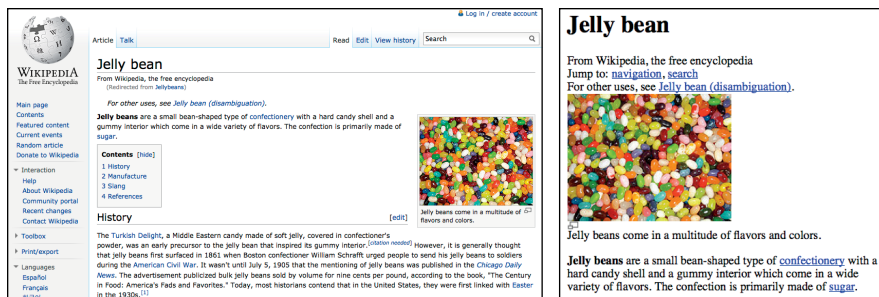 Log in / create account
Article Talk
Read Edit View history Search
WIKIPEDIA
The Free Encyclopedia
Main page
Contents
Featured content
Current events
Random article
Donate to Wikipedia
Interaction
Help
About Wikipedia
Community portal
Recent changes
Contact Wikipedia
Toolbox
Print/export
Languages
Español
Français
Jelly bean
From Wikipedia, the free encyclopedia
(Redirected from Jellybeans)
For other uses, see Jelly bean (disambiguation).
Jelly beans are a small bean-shaped type of confectionery with a hard candy shell and a
gummy interior which come in a wide variety of flavors. The confection is primarily made of
sugar.
Contents [hide]
1 History
2 Manufacture
3 Slang
4 References
Jelly beans come in a multitude of
flavors and colors.
History [edit]
The Turkish Delight, a Middle Eastern candy made of soft jelly, covered in confectioner's
powder, was an early precursor to the jelly bean that inspired its gummy interior.[citation needed] However, it is generally thought
that jelly beans first surfaced in 1861 when Boston confectioner William Schrafft urged people to send his jelly beans to soldiers
during the American Civil War. It wasn't until July 5, 1905 that the mentioning of jelly beans was published in the Chicago Daily
News. The advertisement publicized bulk jelly beans sold by volume for nine cents per pound, according to the book, "The Century
in Food: America's Fads and Favorites." Today, most historians contend that in the United States, they were first linked with Easter
in the 1930s.[1]
Jelly bean
From Wikipedia, the free encyclopedia
Jump to: navigation, search
For other uses, see Jelly bean (disambiguation).
Jelly beans come in a multitude of flavors and colors.
Jelly beans are a small bean-shaped type of confectionery with a
hard candy shell and a gummy interior which come in a wide
variety of flavors. The confection is primarily made of sugar.